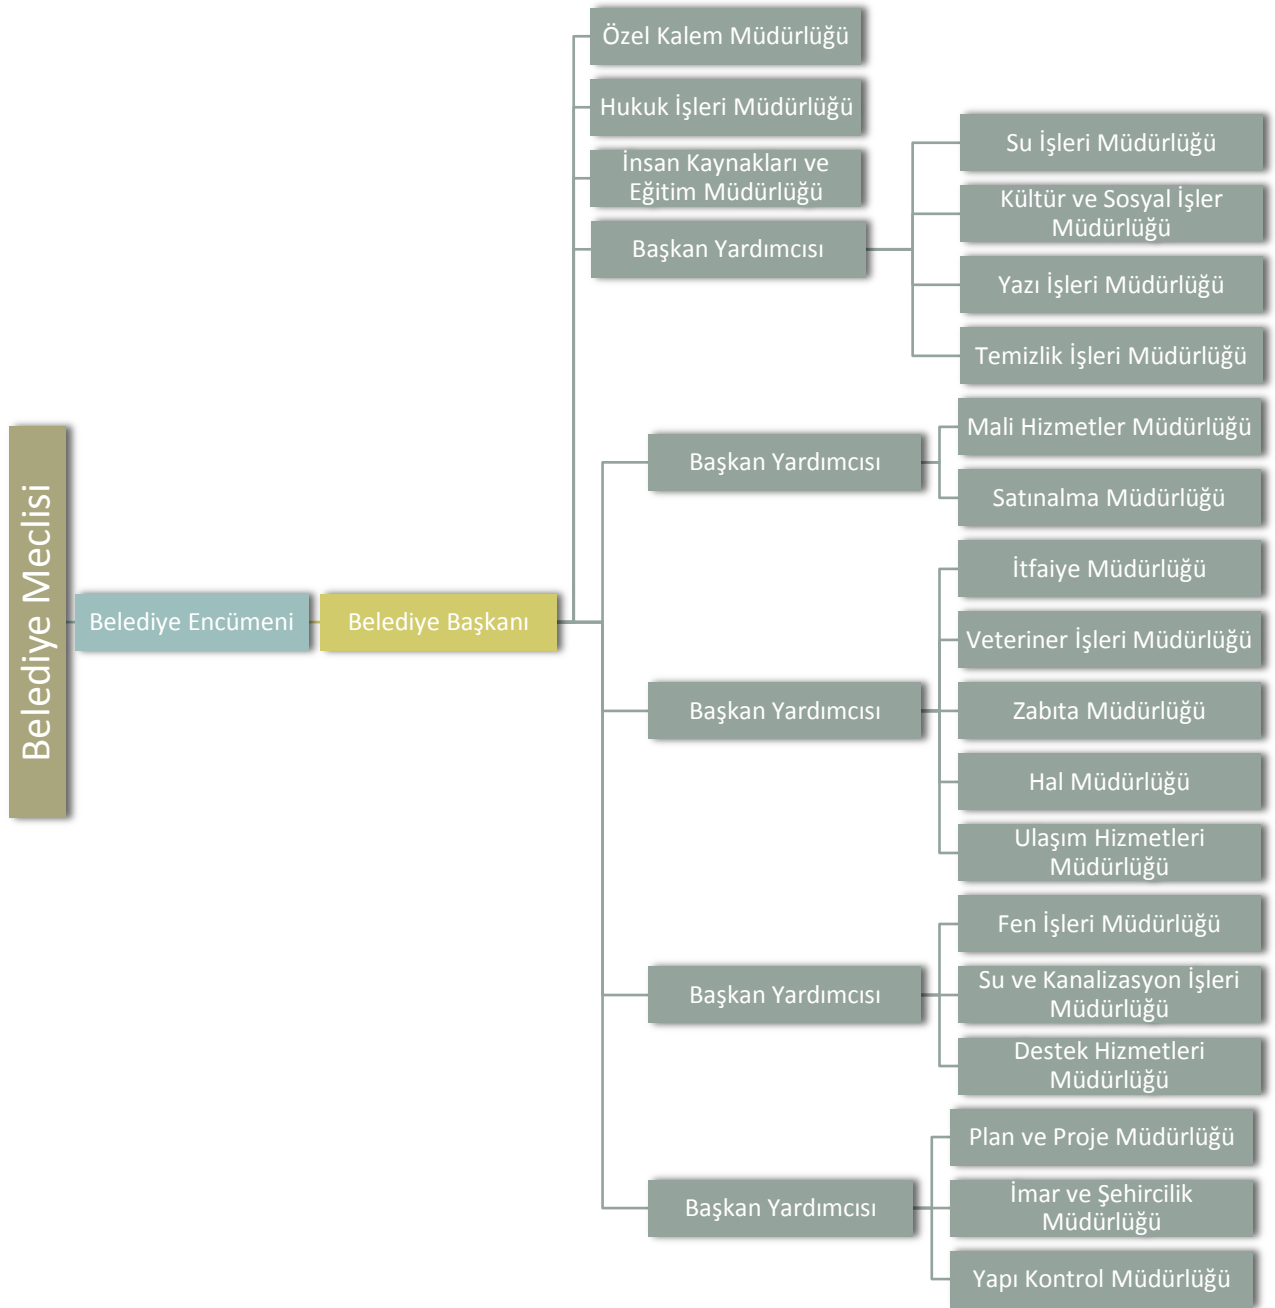 Belediye Meclisi
Belediye Encümeni
Belediye Başkanı
Özel Kalem Müdürlüğü
Hukuk İşleri Müdürlüğü
İnsan Kaynakları ve
Eğitim Müdürlüğü
Başkan Yardımcısı
Su İşleri Müdürlüğü
Kültür ve Sosyal İşler
Müdürlüğü
Yazı İşleri Müdürlüğü
Temizlik İşleri Müdürlüğü
Başkan Yardımcısı
Mali Hizmetler Müdürlüğü
Satınalma Müdürlüğü
Başkan Yardımcısı
İtfaiye Müdürlüğü
Veteriner İşleri Müdürlüğü
Zabıta Müdürlüğü
Hal Müdürlüğü
Ulaşım Hizmetleri
Müdürlüğü
Başkan Yardımcısı
Fen İşleri Müdürlüğü
Su ve Kanalizasyon İşleri
Müdürlüğü
Destek Hizmetleri
Müdürlüğü
Başkan Yardımcısı
Plan ve Proje Müdürlüğü
İmar ve Şehircilik
Müdürlüğü
Yapı Kontrol Müdürlüğü